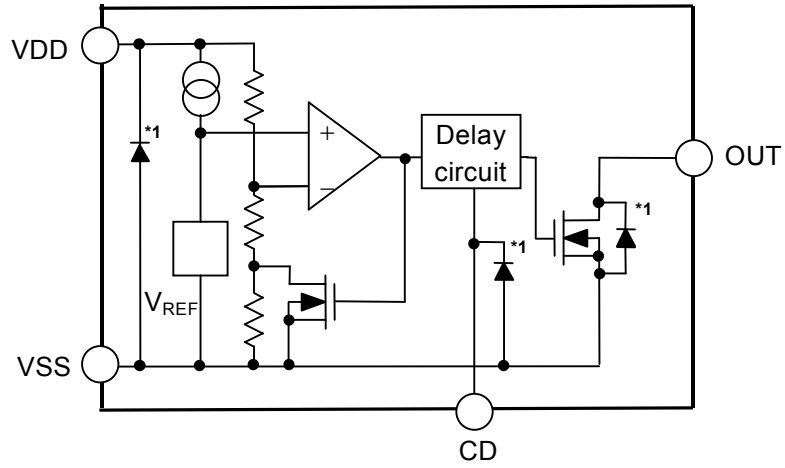 VDD
*1
+
−
Delay
circuit
OUT
*1
*1
VREF
VSS
CD